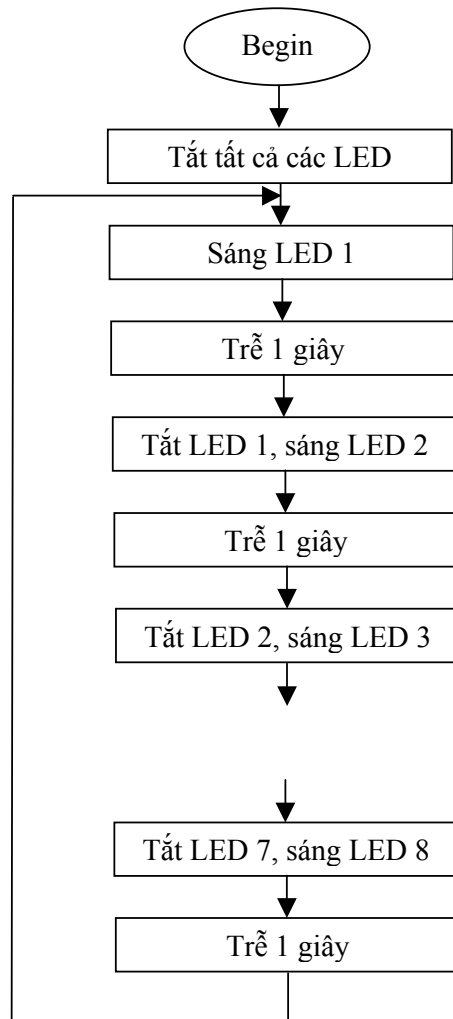 Begin
Tắt tất cả các LED
Sáng LED 1
Trễ 1 giây
Tắt LED 1, sáng LED 2
Trễ 1 giây
Tắt LED 2, sáng LED 3
Tắt LED 7, sáng LED 8
Trễ 1 giây